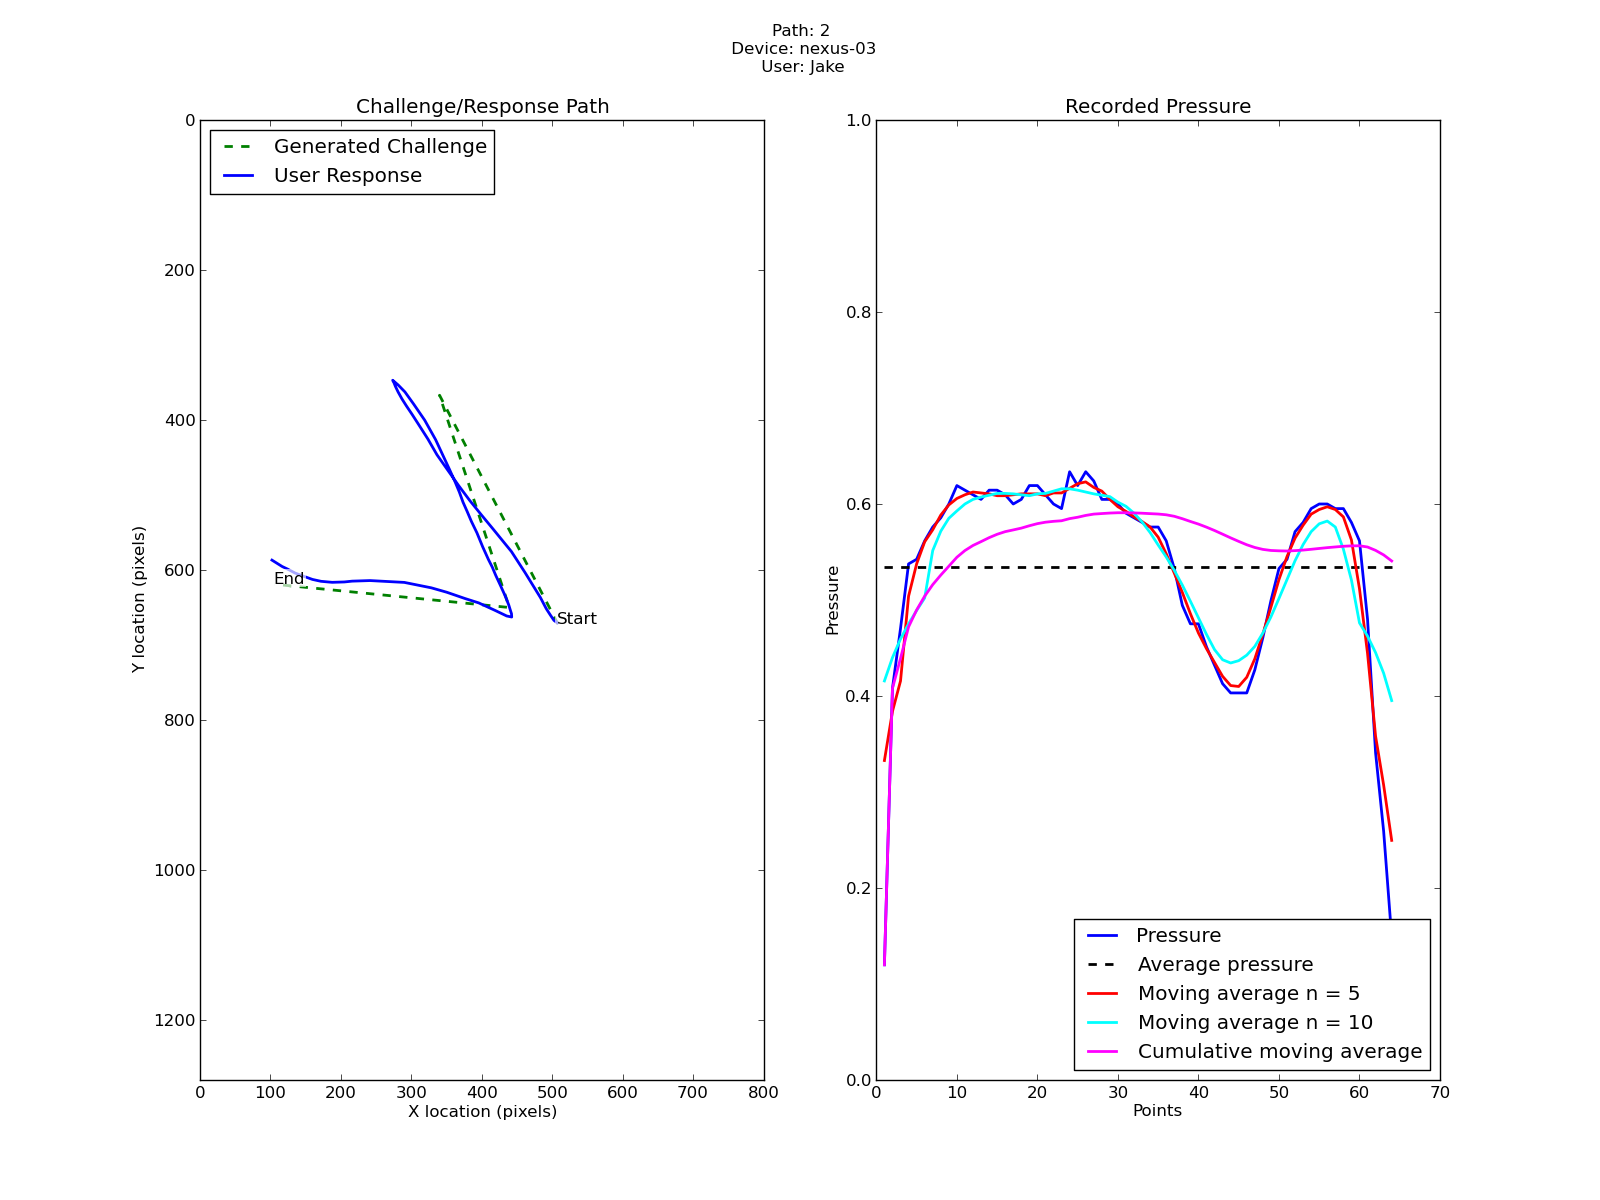 Path: 2
Device: nexus-03
User: Jake
Challenge/Response Path
Generated Challenge
User Response
0
200
400
600
800
1000
1200
Y location (pixels)
End
Start
0 100 200 300 400 500 600 700 800
X location (pixels)
Recorded Pressure
1.0
0.8
0.6
0.4
0.2
0.0
Pressure
Pressure
Average pressure
Moving average n = 5
Moving average n = 10
Cumulative moving average
0 10 20 30 40 50 60 70
Points